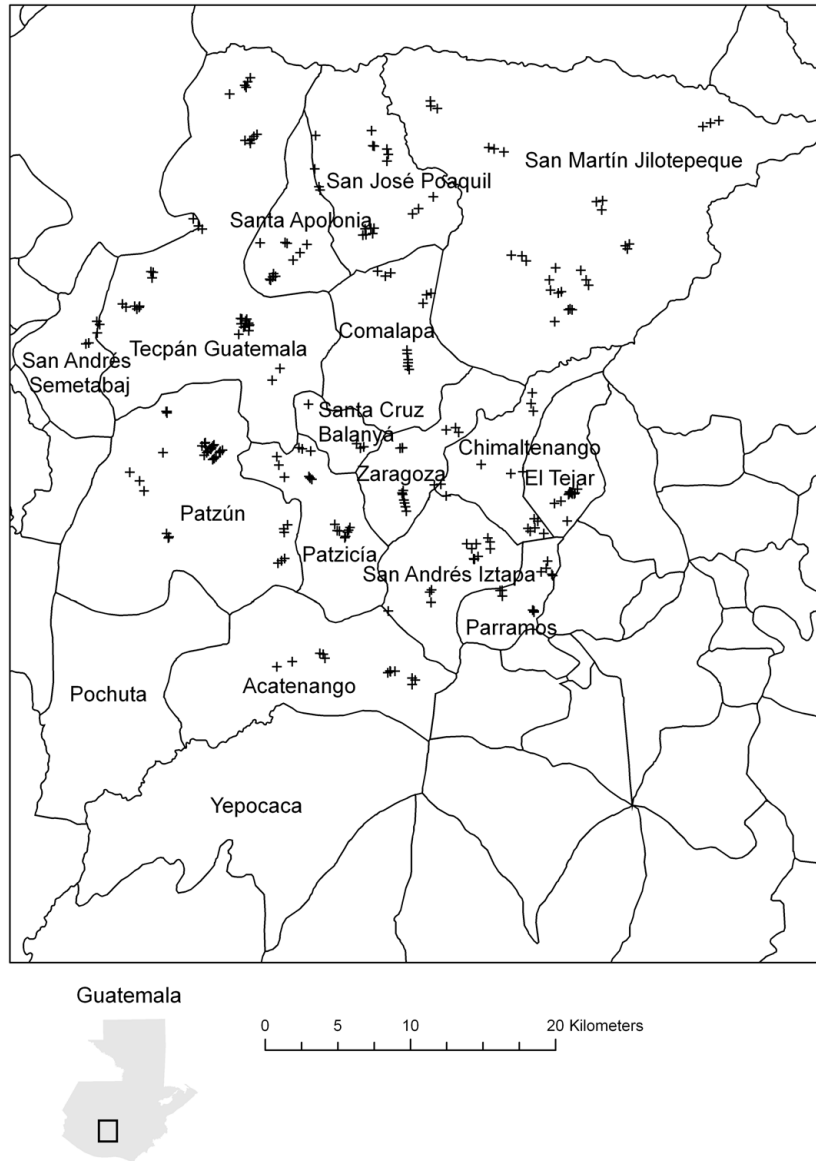 San Martín Jilotepeque
San José Poaquil
Santa Apolonia
Comalapa
Tecpán Guatemala
San Andrés
Semetabaj
Santa Cruz
Balanyá
Chimaltenango
Zaragoza
El Tejar
Patzún
Patzicía
San Andrés Iztapa
Parramos
Acatenango
Pochuta
Yepocaca
Guatemala
0 5 10 20 Kilometers